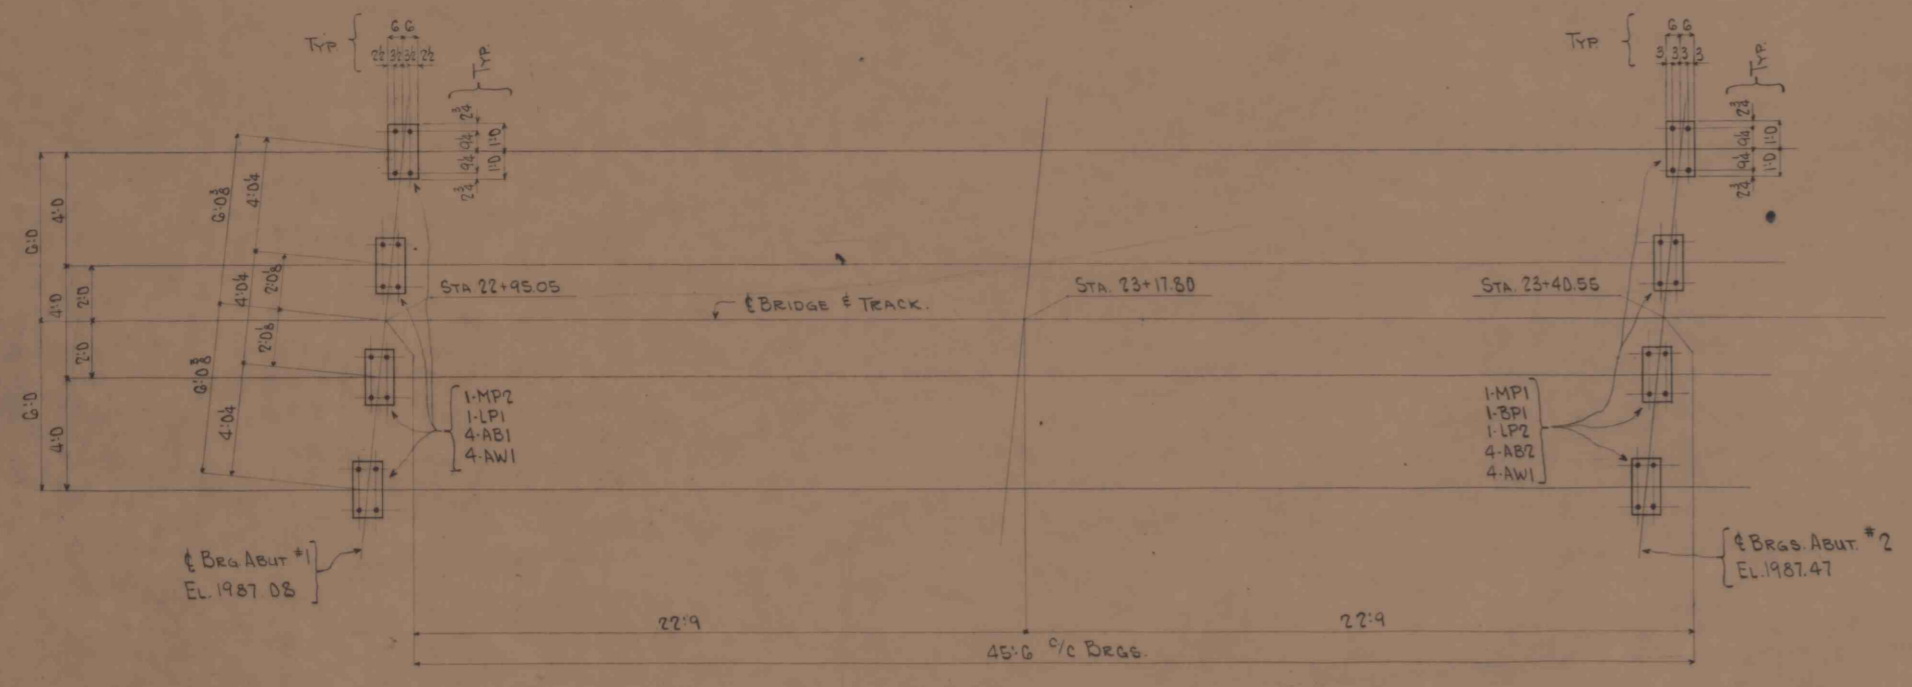 TYP.
6 6
2½ 3½ 3½ 2½
TYP.
2¾
9¼
9¼
2¾
1'-0
1'-0
TYP.
6 6
3 3 3 3
TYP.
2¾
9¼
9¼
2¾
1'-0
1'-0
6'-0
6'-0
4'-0
4'-0
4'-0
2'-0
2'-0
6'-0⅜
6'-0⅜
4'-0¼
4'-0¼
4'-0¼
2'-0⅛
2'-0⅛
STA 22+95.05
℄ BRIDGE & TRACK.
STA. 23+17.80
STA. 23+40.55
1-MP2
1-LP1
4-AB1
4-AW1
1-MP1
1-BP1
1-LP2
4-AB2
4-AW1
℄ BRG ABUT #1
EL. 1987.08
℄ BRGS. ABUT. #2
EL. 1987.47
22'-9
22'-9
45'-6 c/c BRGS.